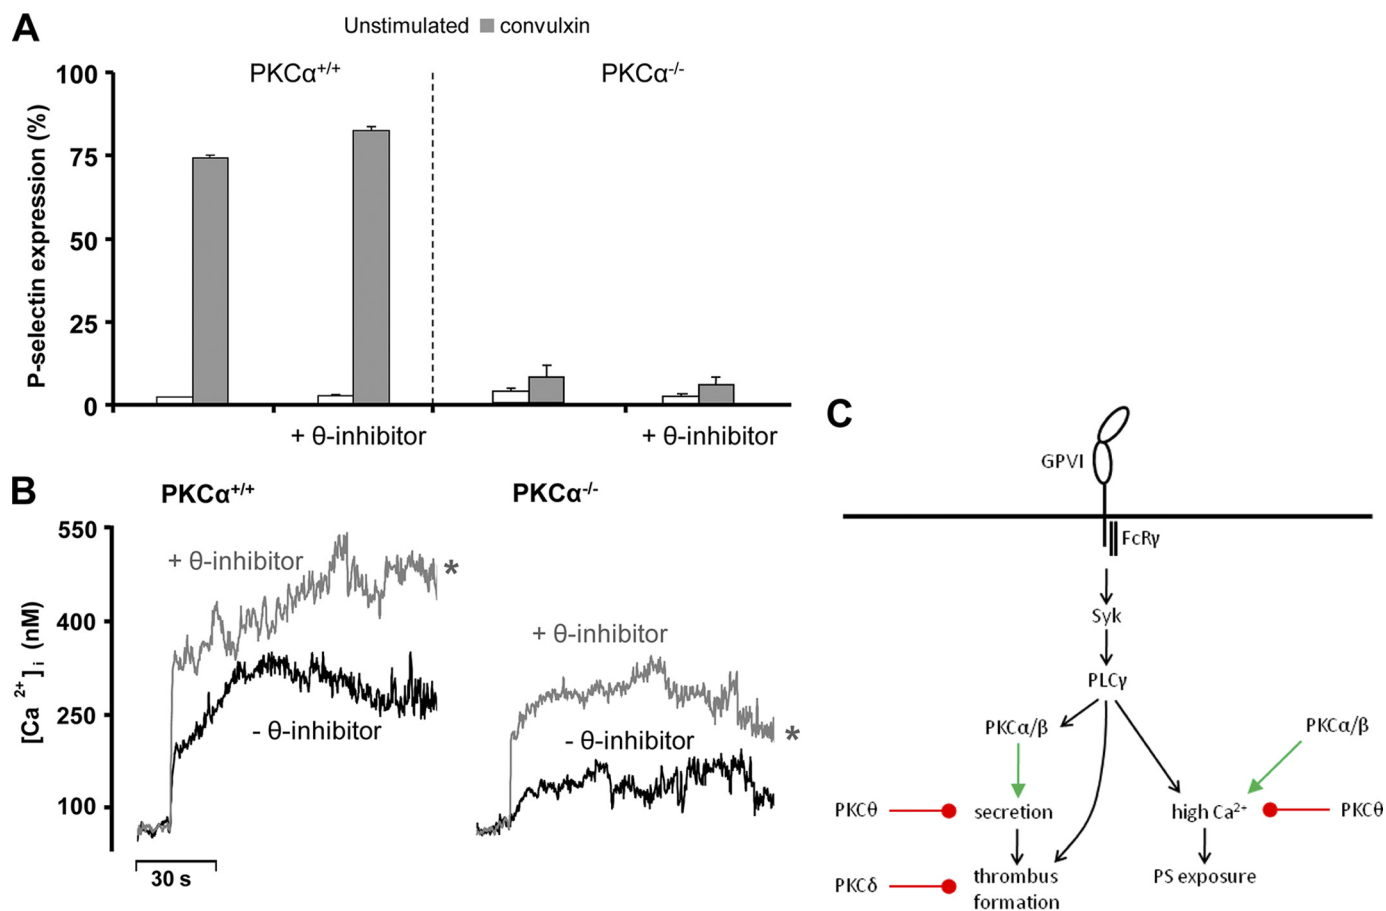 A
Unstimulated convulxin
PKCα+/+
PKCα-/-
P-selectin expression (%)
100
75
50
25
0
+ θ-inhibitor
+ θ-inhibitor
B
PKCα+/+
PKCα-/-
[Ca 2+] i (nM)
550
400
250
100
+ θ-inhibitor
*
- θ-inhibitor
+ θ-inhibitor
*
- θ-inhibitor
30 s
C
GPVI
FcRγ
Syk
PLCγ
PKCα/β
PKCα/β
PKCθ
secretion
high Ca2+
PKCθ
PKCδ
thrombus
formation
PS exposure